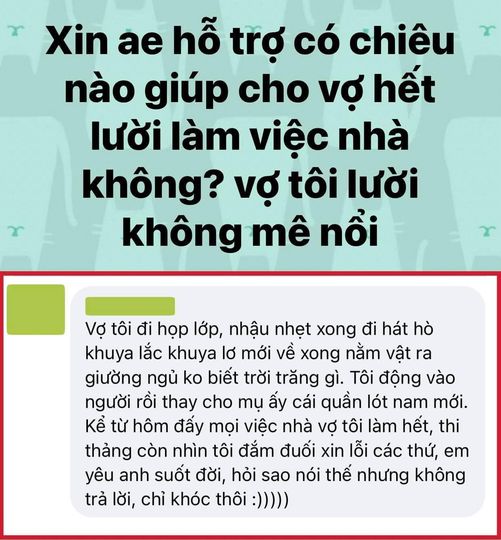 Xin ae hỗ trợ có chiêu
nào giúp cho vợ hết
lười làm việc nhà
không? vợ tôi lười
không mê nổi
Vợ tôi đi họp lớp, nhậu nhẹt xong đi hát hò
khuya lắc khuya lơ mới về xong nằm vật ra
giường ngủ ko biết trời trăng gì. Tôi động vào
người rồi thay cho mụ ấy cái quần lót nam mới.
Kể từ hôm đấy mọi việc nhà vợ tôi làm hết, thi
thảng còn nhìn tôi đắm đuối xin lỗi các thứ, em
yêu anh suốt đời, hỏi sao nói thế nhưng không
trả lời, chỉ khóc thôi :)))))